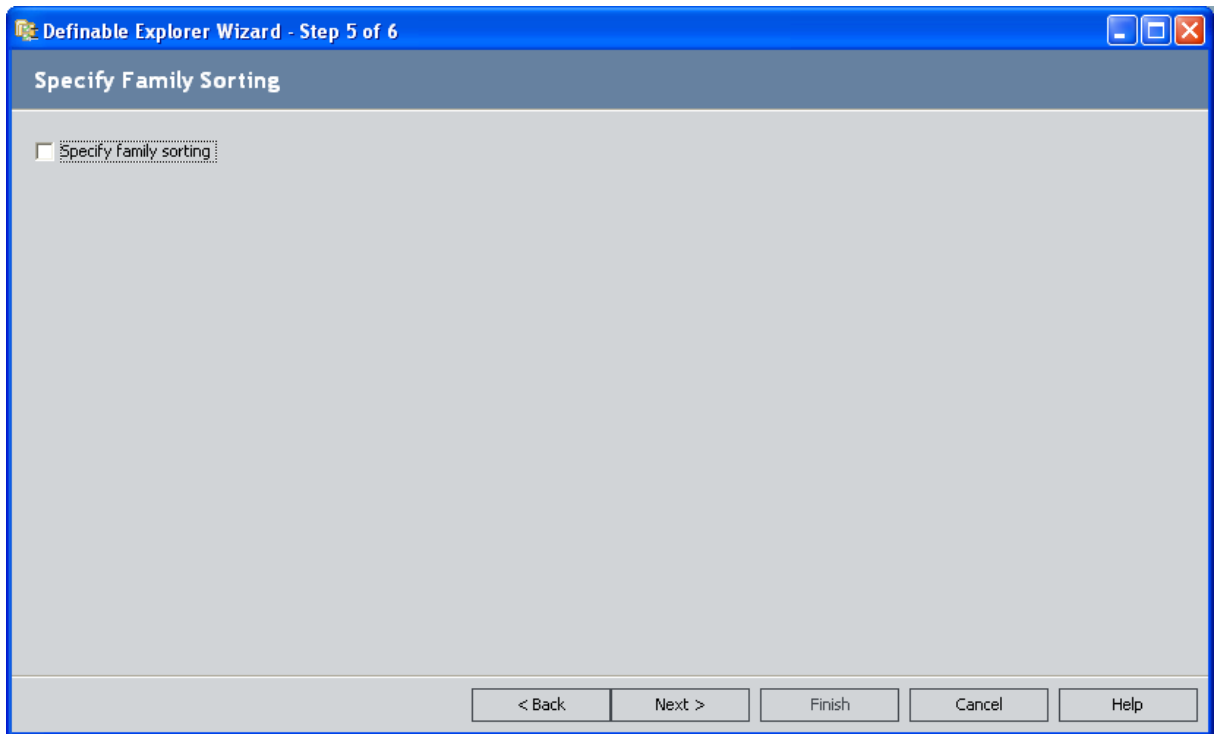 Definable Explorer Wizard - Step 5 of 6
Specify Family Sorting
Specify family sorting
< Back
Next >
Finish
Cancel
Help